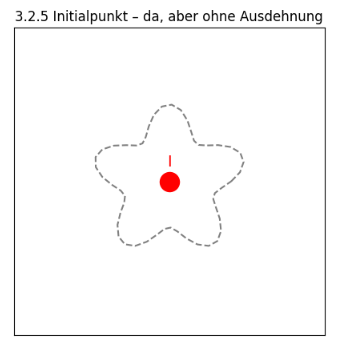 3.2.5 Initialpunkt – da, aber ohne Ausdehnung
I